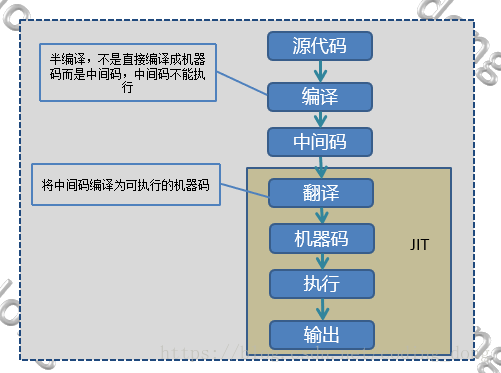 源代码
半编译，不是直接编译成机器
码而是中间码，中间码不能执
行
编译
中间码
将中间码编译为可执行的机器码
翻译
机器码
JIT
执行
输出